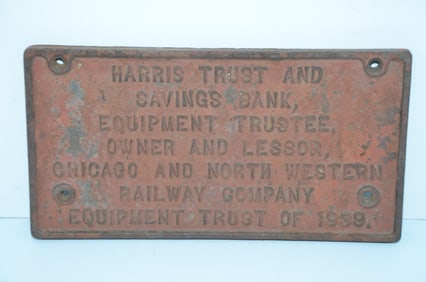 HARRIS TRUST AND
SAVINGS BANK,
EQUIPMENT TRUSTEE,
OWNER AND LESSOR,
CHICAGO AND NORTH WESTERN
RAILWAY COMPANY
EQUIPMENT TRUST OF 1939.